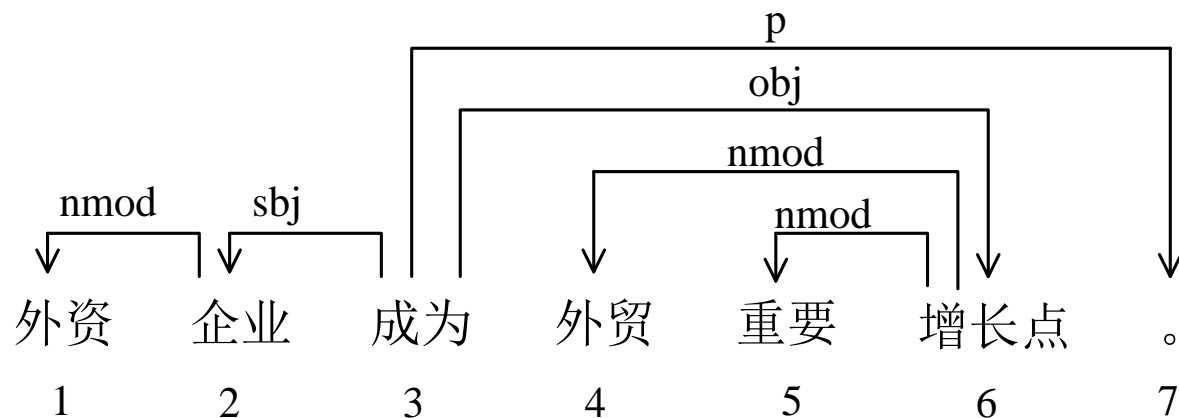 p
obj
nmod
nmod sbj nmod
外资 企业 成为 外贸 重要 增长点 。
1 2 3 4 5 6 7